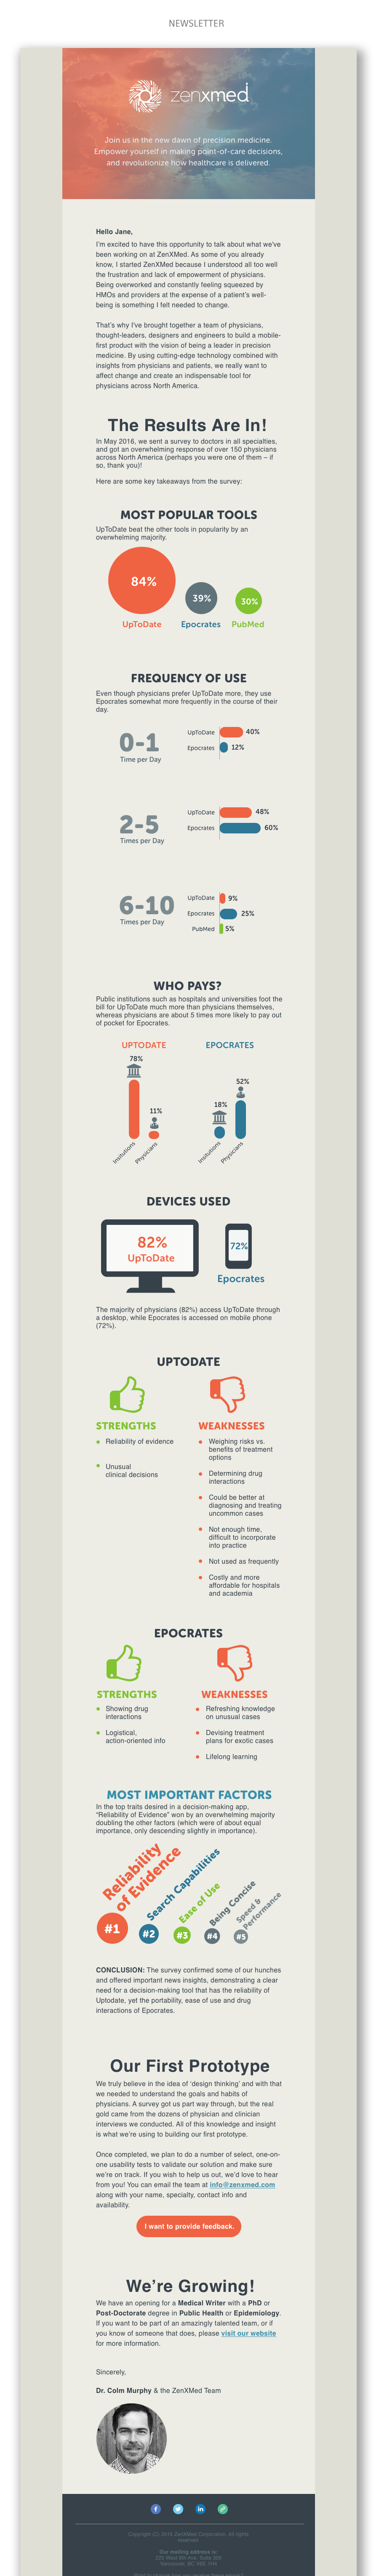 NEWSLETTER
zenxmed
Join us in the new dawn of precision medicine.
Empower yourself in making point-of-care decisions,
and revolutionize how healthcare is delivered.
Hello Jane,
I'm excited to have this opportunity to talk about what we've
been working on at ZenXMed. As some of you already
know, I started ZenXMed because I understood all too well
the frustration and lack of empowerment of physicians.
Being overworked and constantly feeling squeezed by
HMOs and providers at the expense of a patient's well-
being is something I felt needed to change.
That's why I've brought together a team of physicians,
thought-leaders, designers and engineers to build a mobile-
first product with the vision of being a leader in precision
medicine. By using cutting-edge technology combined with
insights from physicians and patients, we really want to
affect change and create an indispensable tool for
physicians across North America.
The Results Are In!
In May 2016, we sent a survey to doctors in all specialties,
and got an overwhelming response of over 150 physicians
across North America (perhaps you were one of them – if
so, thank you)!
Here are some key takeaways from the survey:
MOST POPULAR TOOLS
UpToDate beat the other tools in popularity by an
overwhelming majority.
84%
39%
30%
UpToDate
Epocrates
PubMed
FREQUENCY OF USE
Even though physicians prefer UpToDate more, they use
Epocrates somewhat more frequently in the course of their
day.
0-1
Time per Day
UpToDate 40%
Epocrates 12%
2-5
Times per Day
UpToDate 48%
Epocrates 60%
6-10
Times per Day
UpToDate 9%
Epocrates 25%
PubMed 5%
WHO PAYS?
Public institutions such as hospitals and universities foot the
bill for UpToDate much more than physicians themselves,
whereas physicians are about 5 times more likely to pay out
of pocket for Epocrates.
UPTODATE
78%
11%
Insitutions
Physicians
EPOCRATES
18%
52%
Insitutions
Physicians
DEVICES USED
82%
UpToDate
72%
Epocrates
The majority of physicians (82%) access UpToDate through
a desktop, while Epocrates is accessed on mobile phone
(72%).
UPTODATE
STRENGTHS
Reliability of evidence
Unusual
clinical decisions
WEAKNESSES
Weighing risks vs.
benefits of treatment
options
Determining drug
interactions
Could be better at
diagnosing and treating
uncommon cases
Not enough time,
difficult to incorporate
into practice
Not used as frequently
Costly and more
affordable for hospitals
and academia
EPOCRATES
STRENGTHS
Showing drug
interactions
Logistical,
action-oriented info
WEAKNESSES
Refreshing knowledge
on unusual cases
Devising treatment
plans for exotic cases
Lifelong learning
MOST IMPORTANT FACTORS
In the top traits desired in a decision-making app,
"Reliability of Evidence" won by an overwhelming majority
doubling the other factors (which were of about equal
importance, only descending slightly in importance).
Reliability
of Evidence
Search Capabilities
Ease of Use
Being Concise
Speed &
Performance
#1
#2
#3
#4
#5
CONCLUSION: The survey confirmed some of our hunches
and offered important news insights, demonstrating a clear
need for a decision-making tool that has the reliability of
Uptodate, yet the portability, ease of use and drug
interactions of Epocrates.
Our First Prototype
We truly believe in the idea of 'design thinking' and with that
we needed to understand the goals and habits of
physicians. A survey got us part way through, but the real
gold came from the dozens of physician and clinician
interviews we conducted. All of this knowledge and insight
is what we're using to building our first prototype.
Once completed, we plan to do a number of select, one-on-
one usability tests to validate our solution and make sure
we're on track. If you wish to help us out, we'd love to hear
from you! You can email the team at info@zenxmed.com
along with your name, specialty, contact info and
availability.
I want to provide feedback.
We're Growing!
We have an opening for a Medical Writer with a PhD or
Post-Doctorate degree in Public Health or Epidemiology.
If you want to be part of an amazingly talented team, or if
you know of someone that does, please visit our website
for more information.
Sincerely,
Dr. Colm Murphy & the ZenXMed Team
Copyright (C) 2016 ZenXMed Corporation. All rights
reserved.
Our mailing address is: